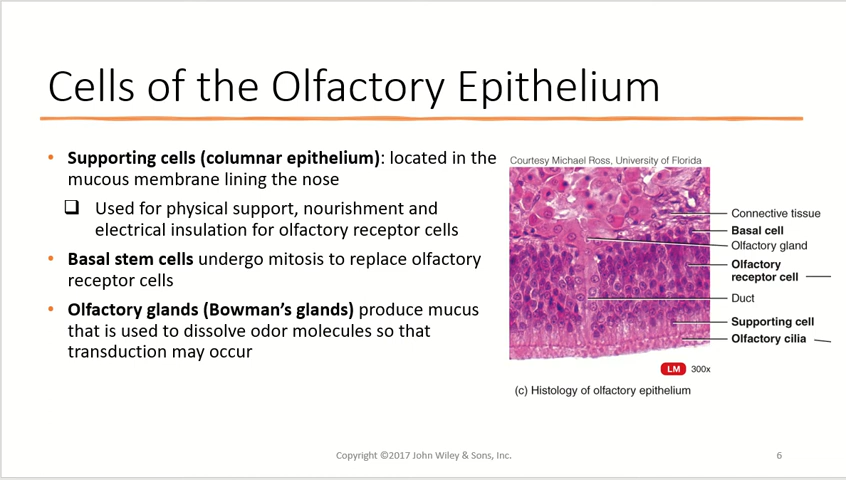 Cells of the Olfactory Epithelium
• Supporting cells (columnar epithelium): located in the
mucous membrane lining the nose
❑ Used for physical support, nourishment and
electrical insulation for olfactory receptor cells
• Basal stem cells undergo mitosis to replace olfactory
receptor cells
• Olfactory glands (Bowman’s glands) produce mucus
that is used to dissolve odor molecules so that
transduction may occur
Courtesy Michael Ross, University of Florida
Connective tissue
Basal cell
Olfactory gland
Olfactory
receptor cell
Duct
Supporting cell
Olfactory cilia
LM 300x
(c) Histology of olfactory epithelium
Copyright ©2017 John Wiley & Sons, Inc.
6